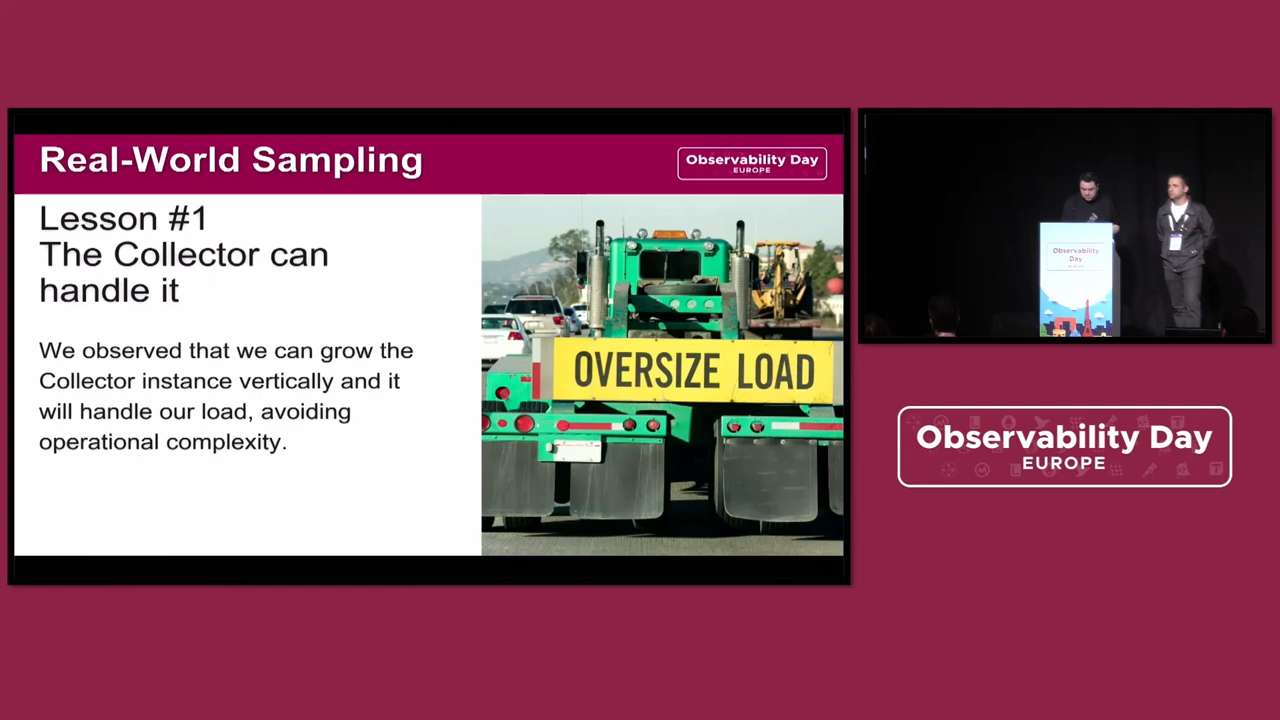 Real-World Sampling
Observability Day
EUROPE
Lesson #1
The Collector can
handle it
We observed that we can grow the
Collector instance vertically and it
will handle our load, avoiding
operational complexity.
OVERSIZE LOAD
Observability
Day
Observability Day
EUROPE